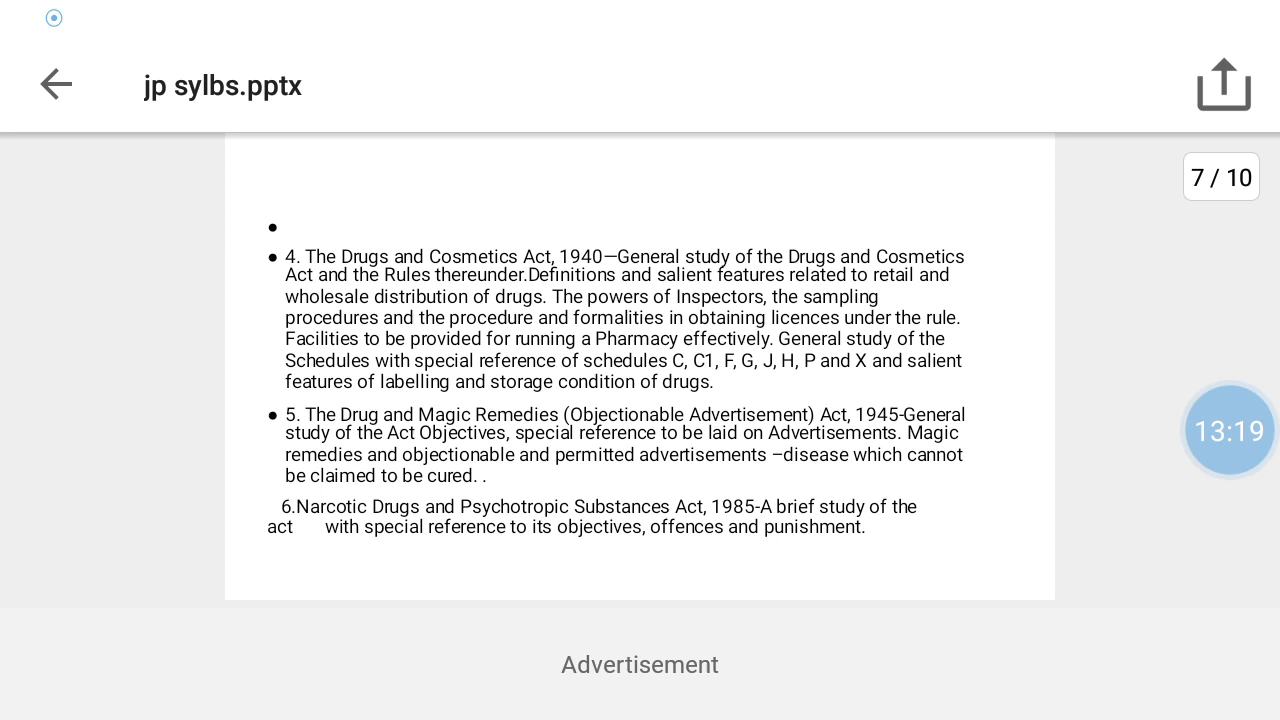 jp sylbs.pptx
7 / 10
● 
● 4. The Drugs and Cosmetics Act, 1940—General study of the Drugs and Cosmetics
Act and the Rules thereunder.Definitions and salient features related to retail and
wholesale distribution of drugs. The powers of Inspectors, the sampling
procedures and the procedure and formalities in obtaining licences under the rule.
Facilities to be provided for running a Pharmacy effectively. General study of the
Schedules with special reference of schedules C, C1, F, G, J, H, P and X and salient
features of labelling and storage condition of drugs.
● 5. The Drug and Magic Remedies (Objectionable Advertisement) Act, 1945-General
study of the Act Objectives, special reference to be laid on Advertisements. Magic
remedies and objectionable and permitted advertisements –disease which cannot
be claimed to be cured. .
6.Narcotic Drugs and Psychotropic Substances Act, 1985-A brief study of the
act with special reference to its objectives, offences and punishment.
13:19
Advertisement